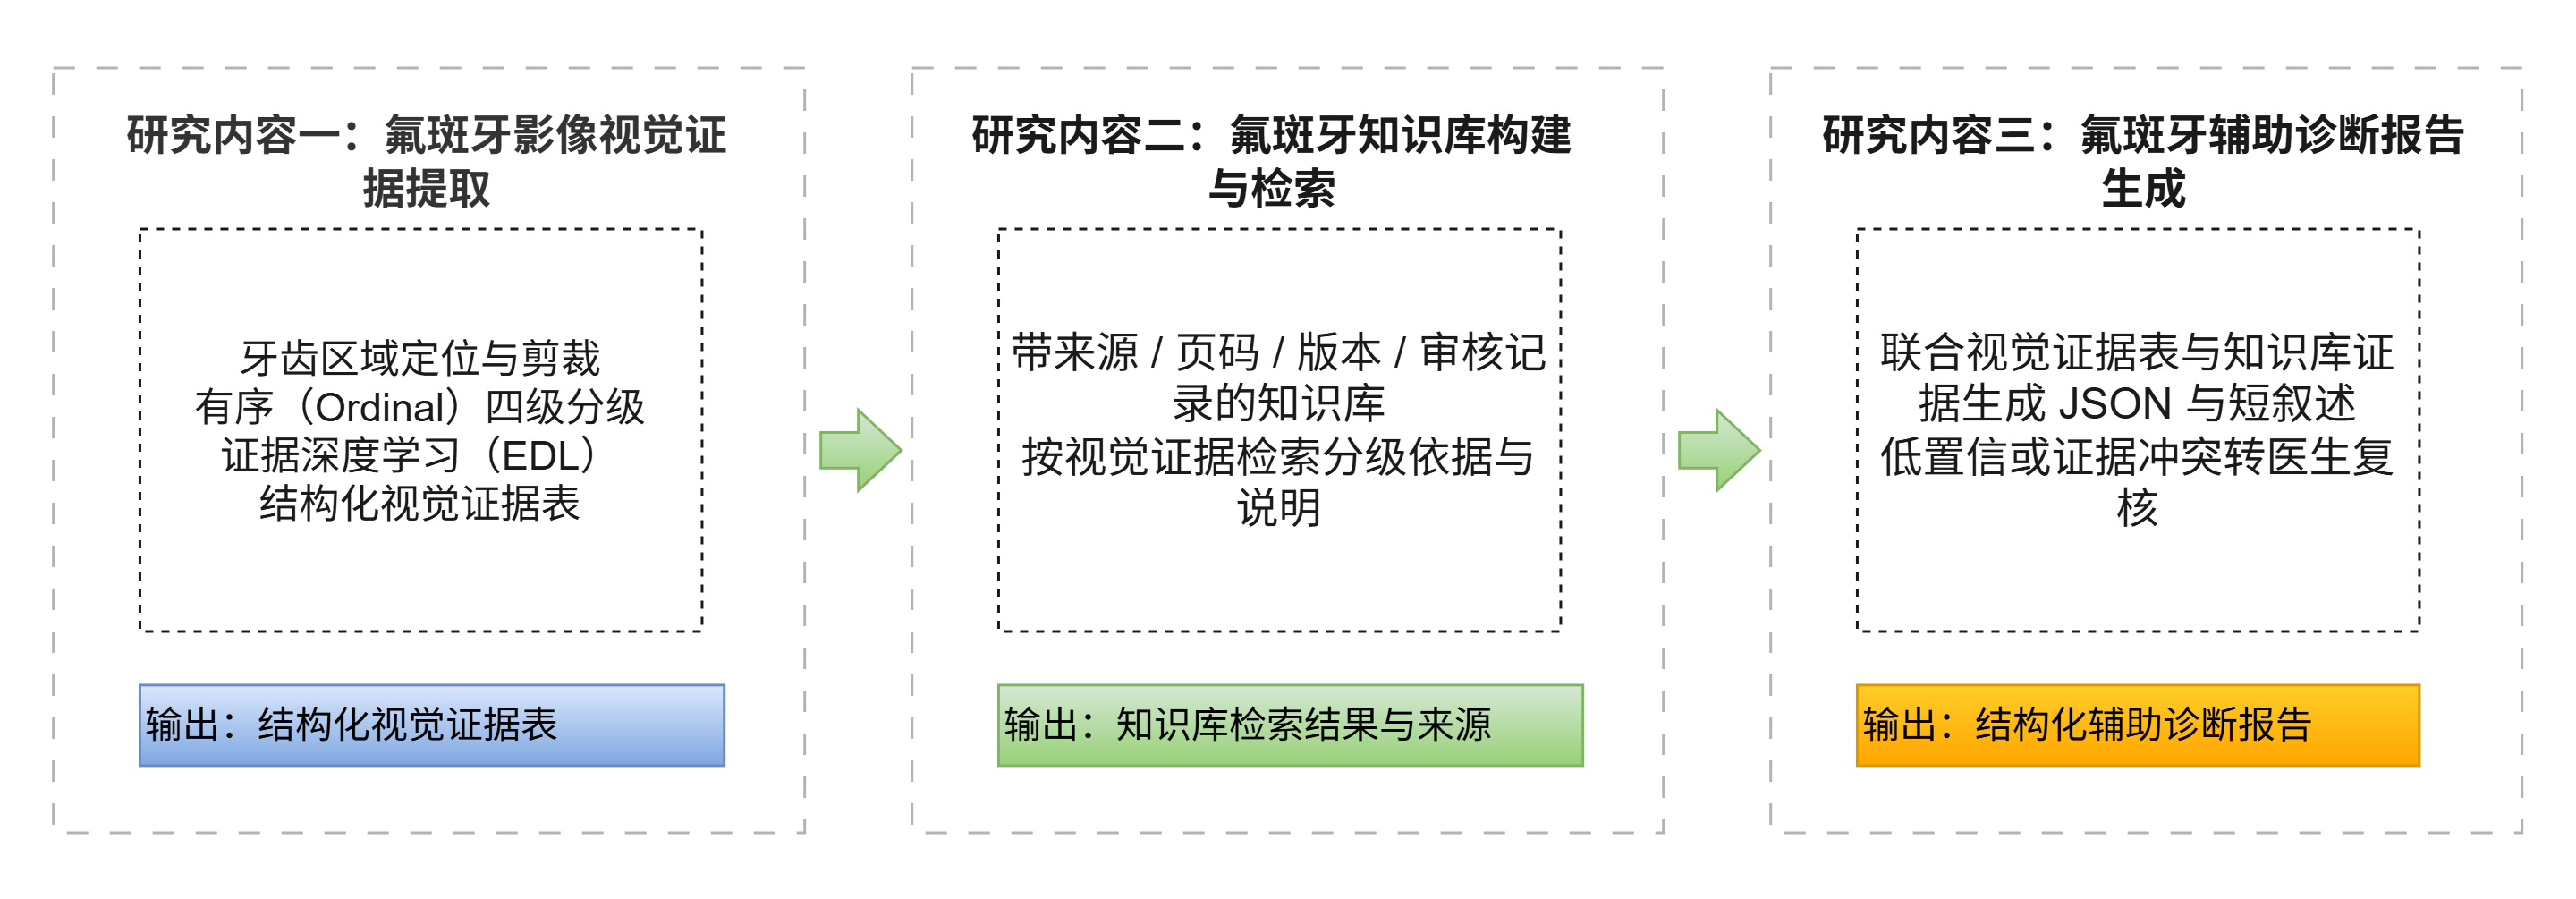 研究内容一：氟斑牙影像视觉证
据提取
牙齿区域定位与剪裁
有序（Ordinal）四级分级
证据深度学习（EDL）
结构化视觉证据表
输出：结构化视觉证据表
研究内容二：氟斑牙知识库构建
与检索
带来源 / 页码 / 版本 / 审核记
录的知识库
按视觉证据检索分级依据与
说明
输出：知识库检索结果与来源
研究内容三：氟斑牙辅助诊断报告
生成
联合视觉证据表与知识库证
据生成 JSON 与短叙述
低置信或证据冲突转医生复
核
输出：结构化辅助诊断报告